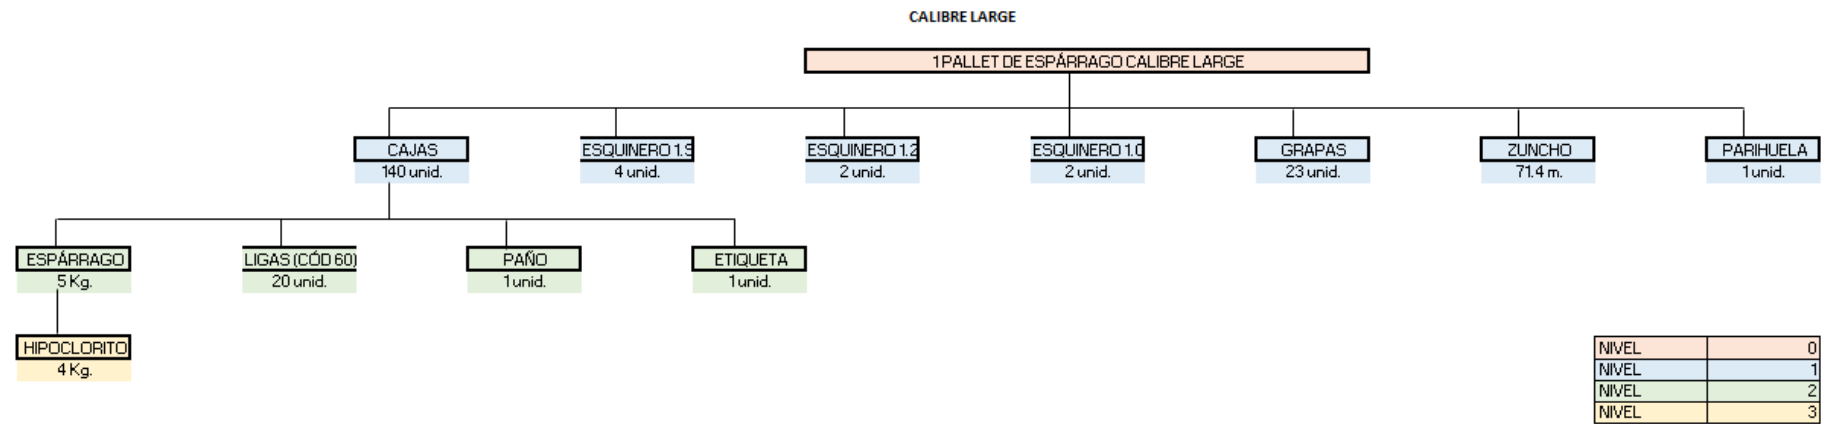 CALIBRE LARGE
1 PALLET DE ESPÁRRAGO CALIBRE LARGE
CAJAS
140 unid.
ESQUINERO 1.9
4 unid.
ESQUINERO 1.2
2 unid.
ESQUINERO 1.0
2 unid.
GRAPAS
23 unid.
ZUNCHO
71.4 m.
PARIHUELA
1 unid.
ESPÁRRAGO
5 Kg.
LIGAS (CÓD 60)
20 unid.
PAÑO
1 unid.
ETIQUETA
1 unid.
HIPOCLORITO
4 Kg.
NIVEL 0
NIVEL 1
NIVEL 2
NIVEL 3